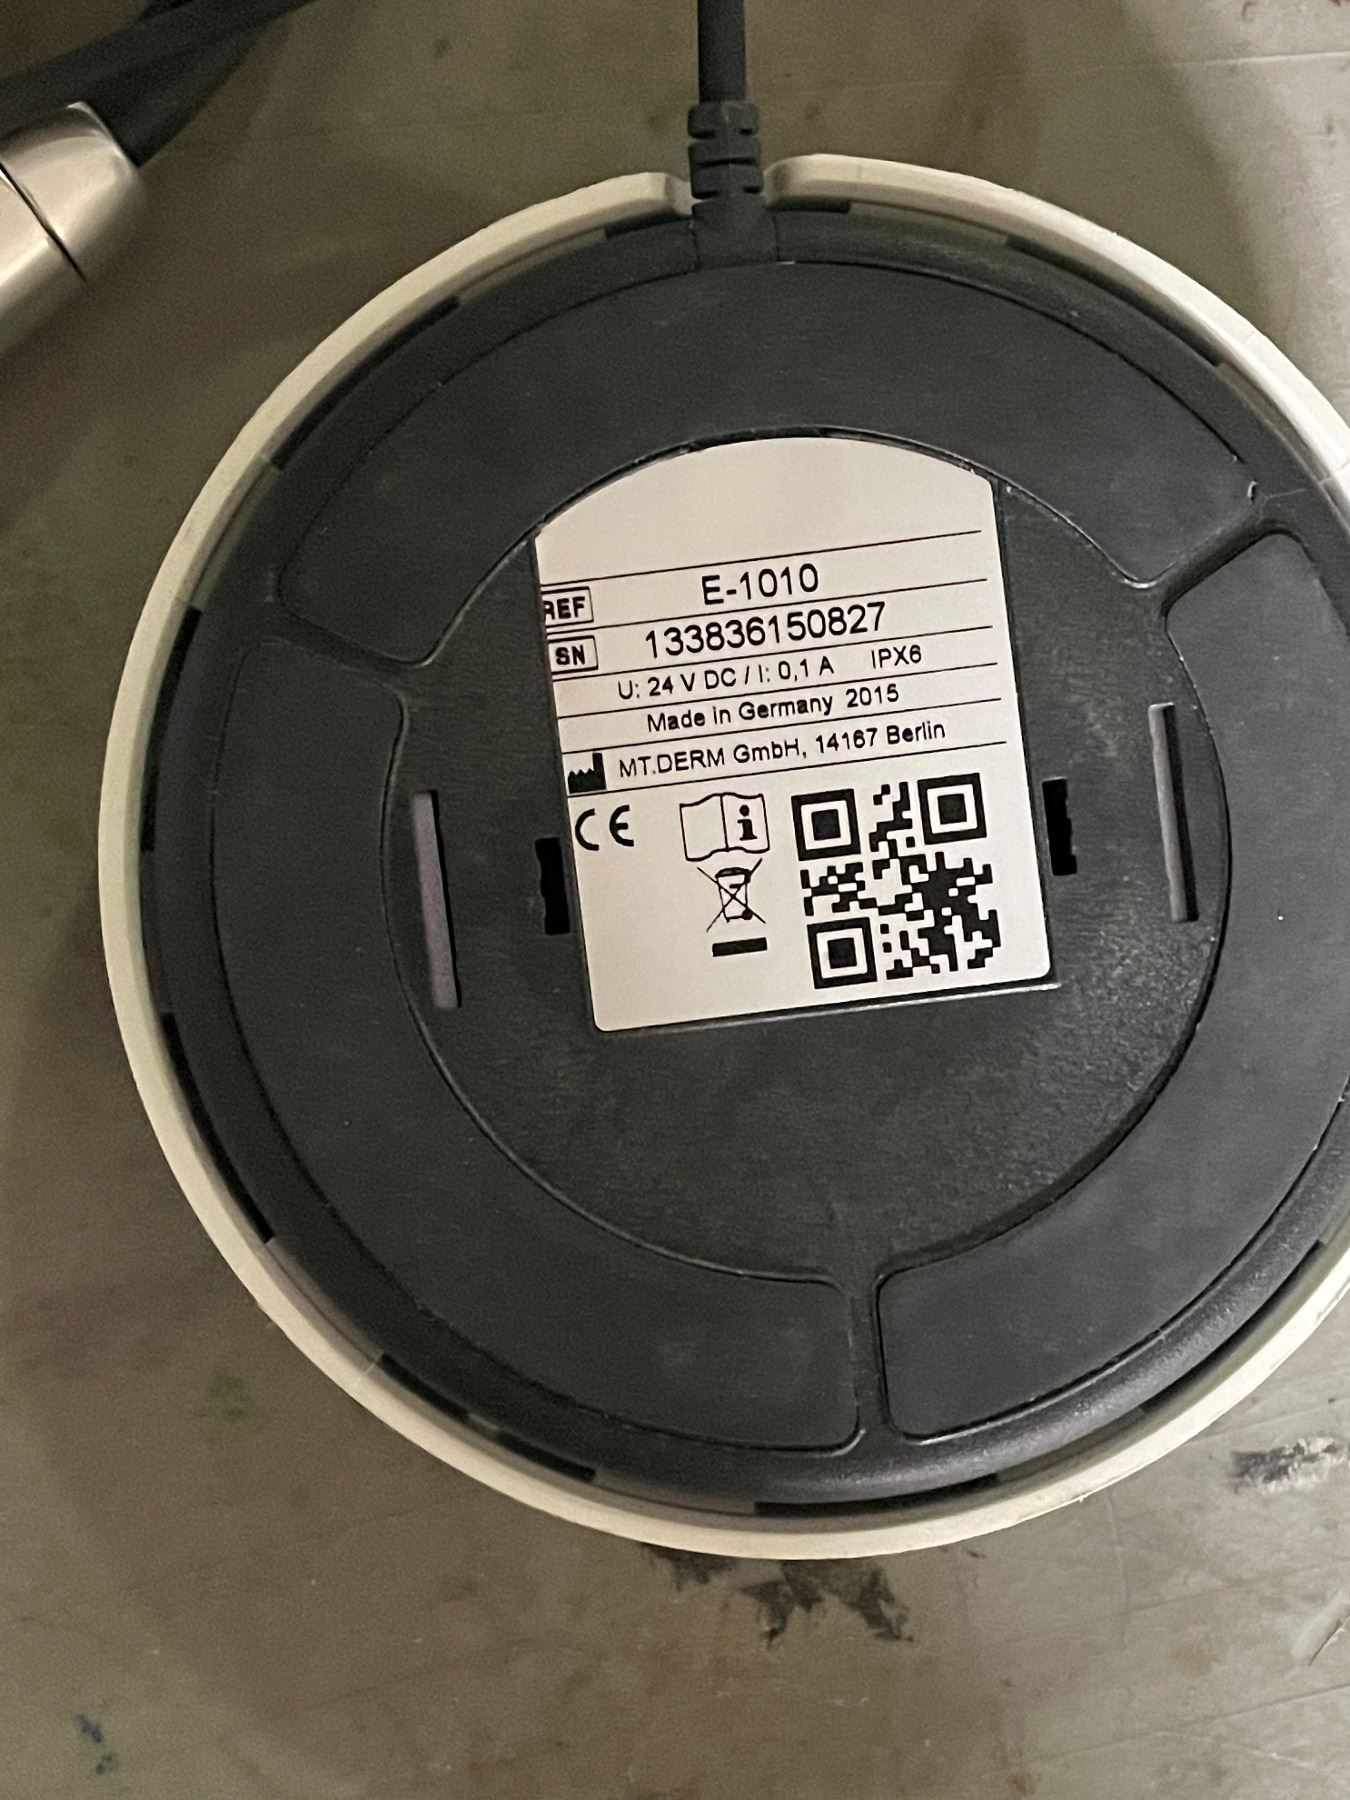 REF E-1010
SN 133836150827
U: 24 V DC / I: 0,1 A IPX6
Made in Germany 2015
MT.DERM GmbH, 14167 Berlin
CE
i